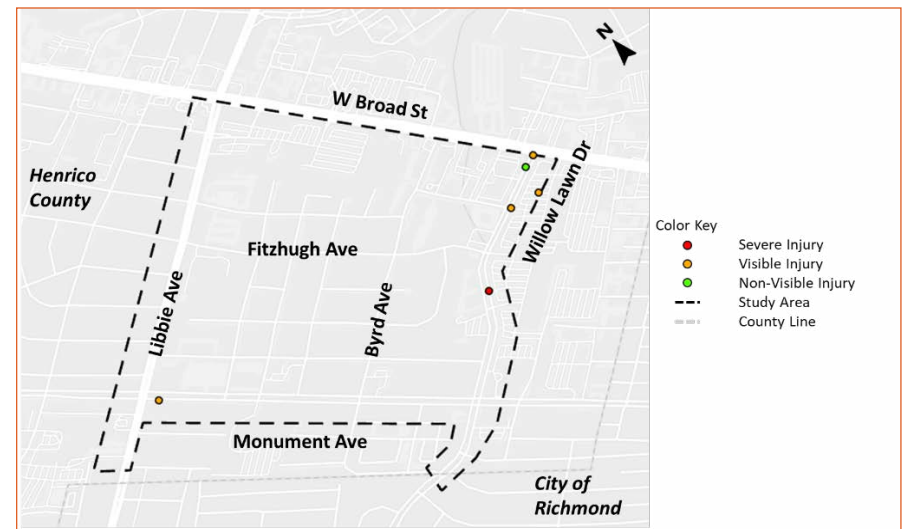 N
W Broad St
Willow Lawn Dr
Henrico
County
Fitzhugh Ave
Libbie Ave
Byrd Ave
Monument Ave
City of
Richmond
Color Key
Severe Injury
Visible Injury
Non-Visible Injury
Study Area
County Line